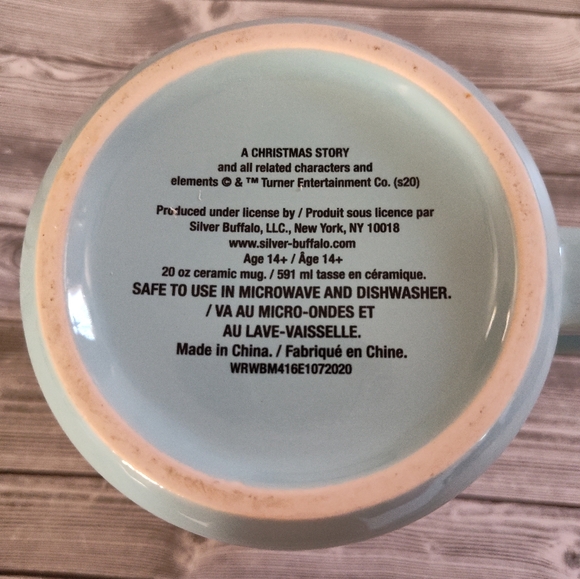 A CHRISTMAS STORY
and all related characters and
elements © & ™ Turner Entertainment Co. (s20)
Produced under license by / Produit sous licence par
Silver Buffalo, LLC., New York, NY 10018
www.silver-buffalo.com
Age 14+ / Âge 14+
20 oz ceramic mug. / 591 ml tasse en céramique.
SAFE TO USE IN MICROWAVE AND DISHWASHER.
/ VA AU MICRO-ONDES ET
AU LAVE-VAISSELLE.
Made in China. / Fabriqué en Chine.
WRWBM416E1072020